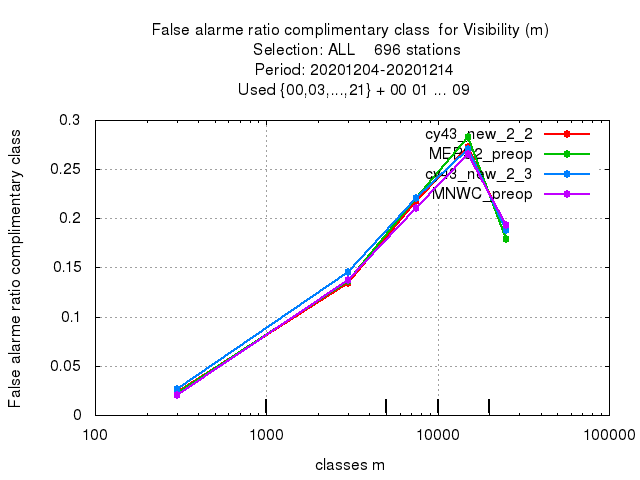 False alarme ratio complimentary class  for Visibility (m)
Selection: ALL    696 stations
Period: 20201204-20201214
Used {00,03,...,21} + 00 01 ... 09
False alarme ratio complimentary class
0.3
0.25
0.2
0.15
0.1
0.05
0
cy43_new_2_2
cy43_new_2_3
MNWC_preop
100
1000
10000
100000
classes m